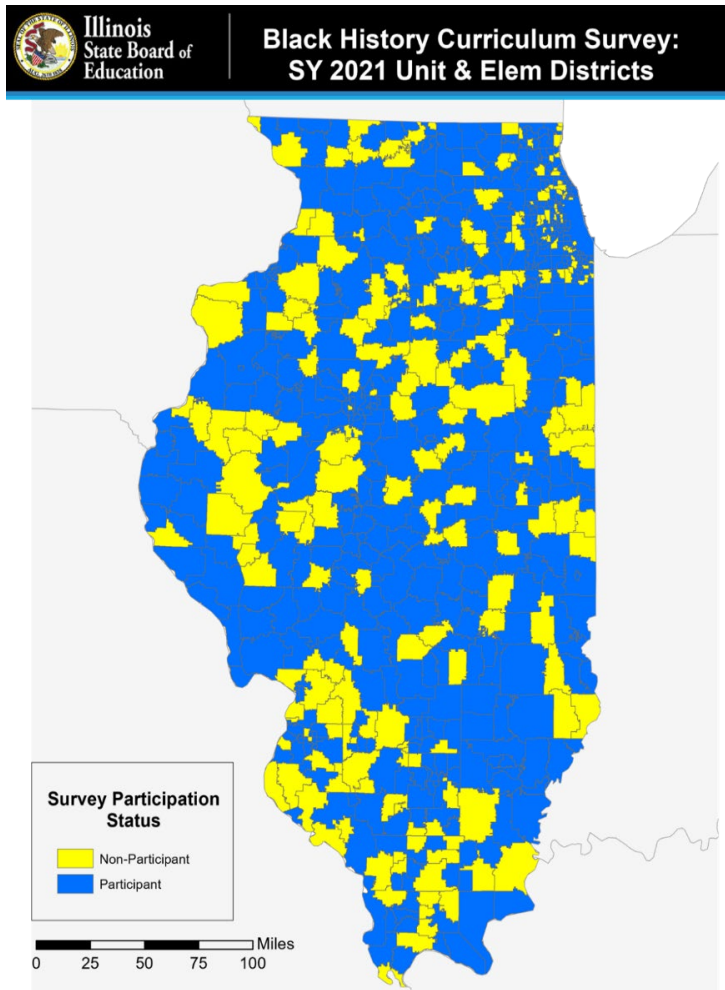 Illinois
State Board of
Education
Black History Curriculum Survey:
SY 2021 Unit & Elem Districts
Survey Participation
Status
Non-Participant
Participant
Miles
0 25 50 75 100